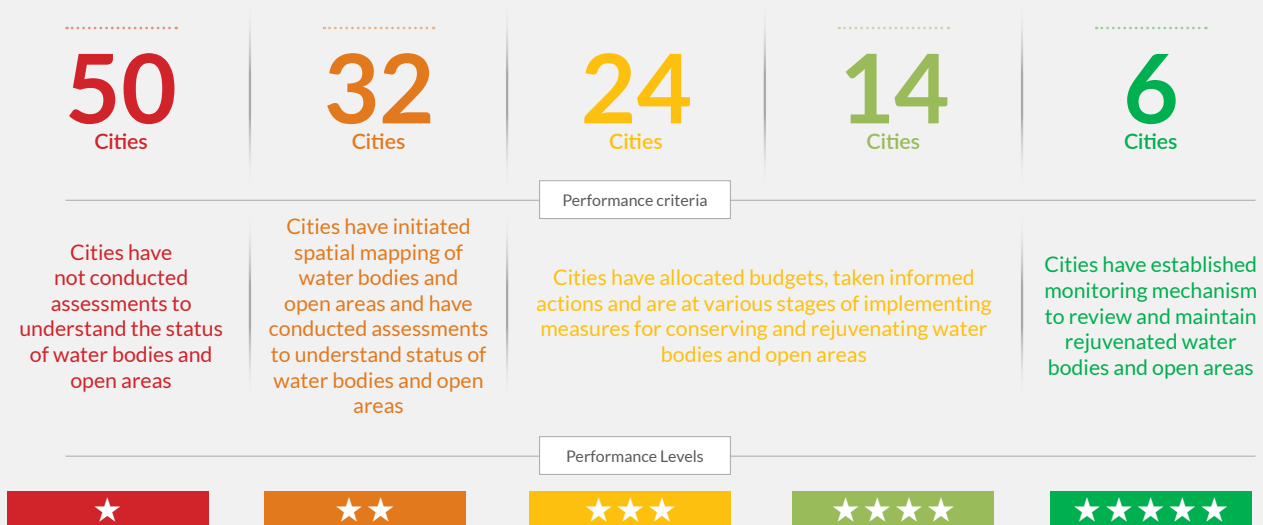 50
Cities
32
Cities
24
Cities
14
Cities
6
Cities
Performance criteria
Cities have
not conducted
assessments to
understand the status
of water bodies and
open areas
Cities have initiated
spatial mapping of
water bodies and
open areas and have
conducted assessments
to understand status of
water bodies and open
areas
Cities have allocated budgets, taken informed
actions and are at various stages of implementing
measures for conserving and rejuvenating water
bodies and open areas
Cities have established
monitoring mechanism
to review and maintain
rejuvenated water
bodies and open areas
Performance Levels